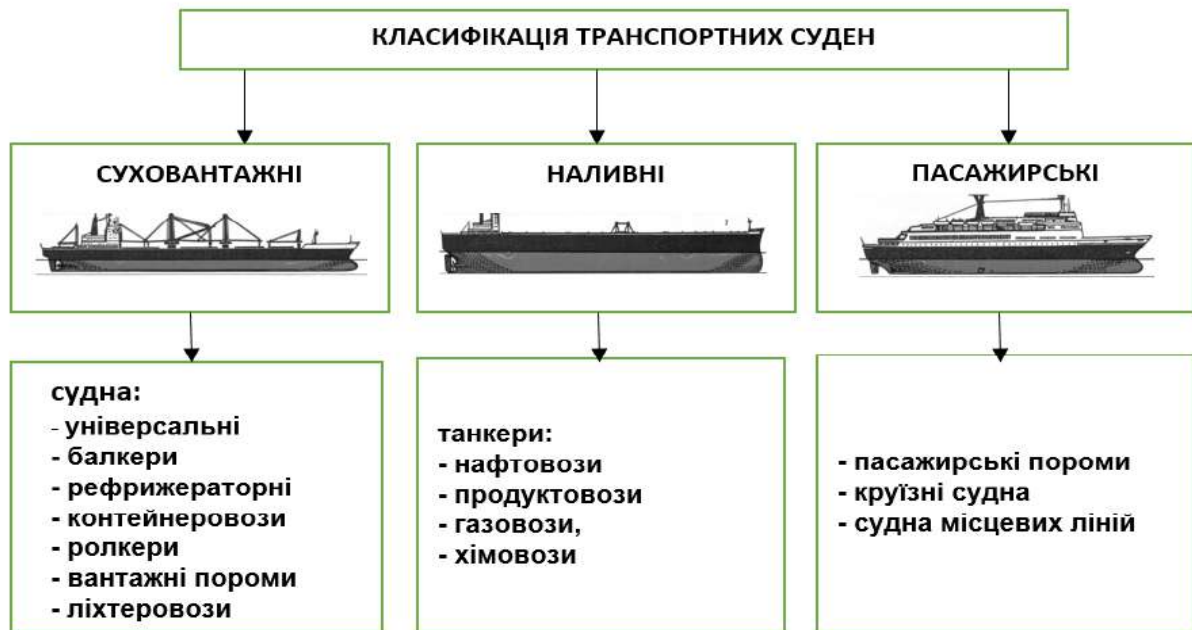 КЛАСИФІКАЦІЯ ТРАНСПОРТНИХ СУДЕН
СУХОВАНТАЖНІ
НАЛИВНІ
ПАСАЖИРСЬКІ
судна:
- універсальні
- балкери
- рефрижераторні
- контейнеровози
- ролкери
- вантажні пороми
- ліхтеровози
танкери:
- нафтовози
- продуктовози
- газовози,
- хімовози
- пасажирські пороми
- круїзні судна
- судна місцевих ліній